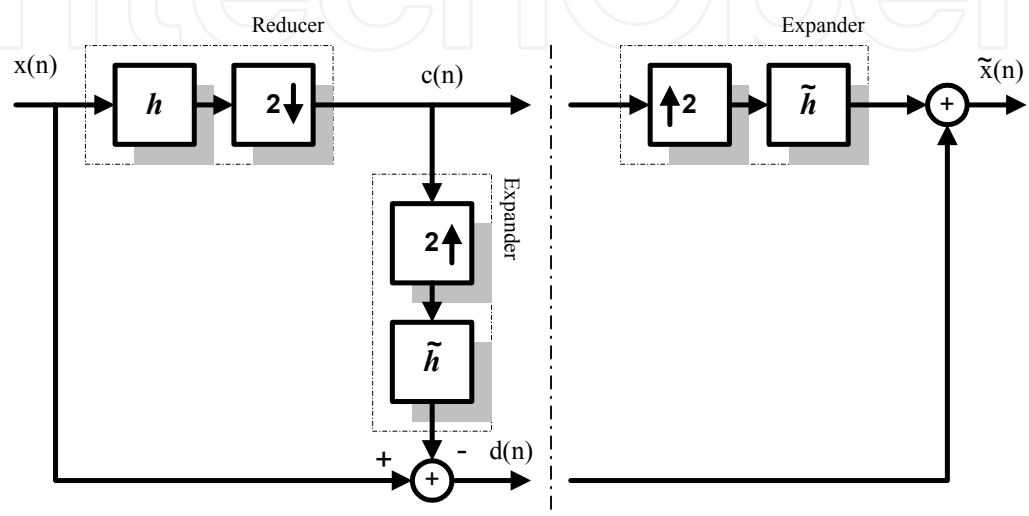 Reducer
Expander
x(n)
c(n)
x̃(n)
h
2
2
h̃
+
Expander
2
h̃
+
-
d(n)
+